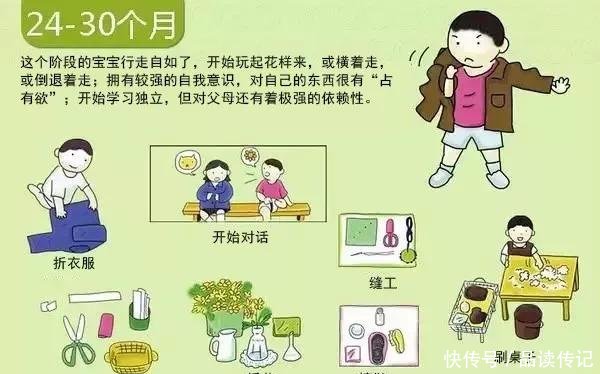 24-30个月
这个阶段的宝宝行走自如了，开始玩起花样来，或横着走，
或倒退着走；拥有较强的自我意识，对自己的东西很有“占
有欲”；开始学习独立，但对父母还有着极强的依赖性。
折衣服
开始对话
缝工
刷桌子
快传号 品读传记